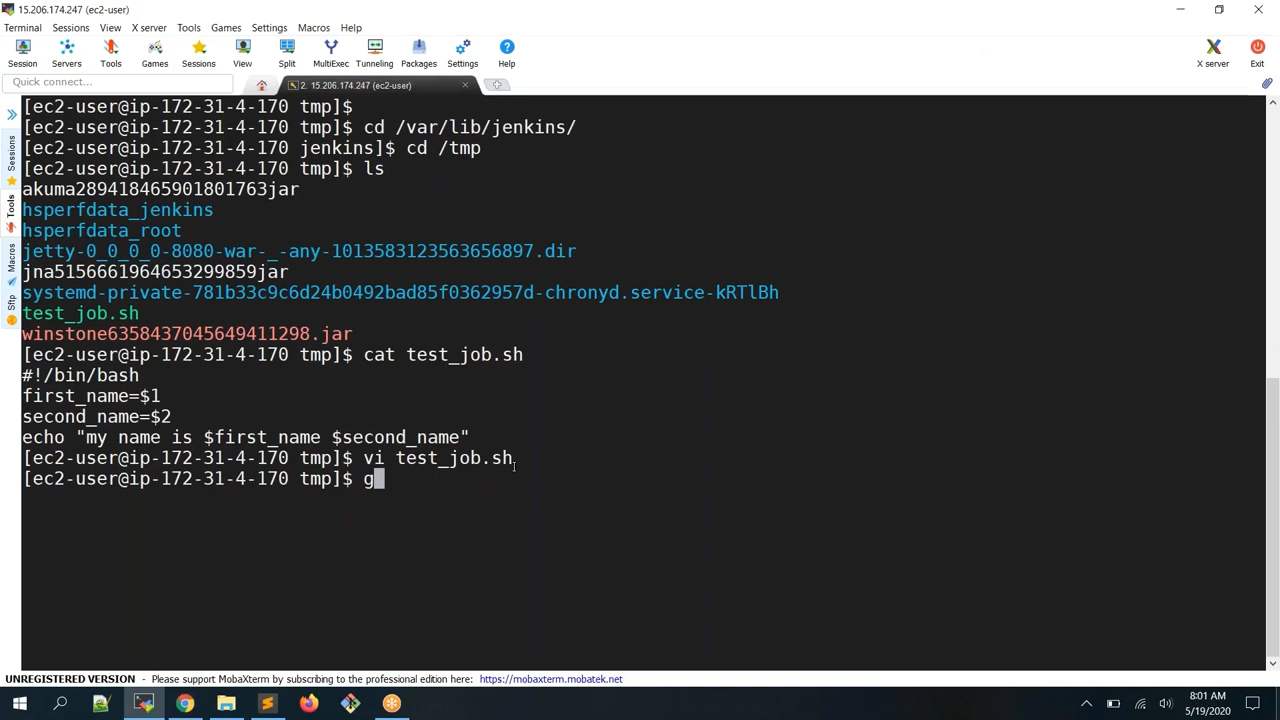 15.206.174.247 (ec2-user)
Terminal Sessions View X server Tools Games Settings Macros Help
Session Servers Tools Games Sessions View Split MultiExec Tunneling Packages Settings Help X server Exit
Quick connect...
2. 15.206.174.247 (ec2-user)
Sessions
Tools
Macros
Sftp
[ec2-user@ip-172-31-4-170 tmp]$
[ec2-user@ip-172-31-4-170 tmp]$ cd /var/lib/jenkins/
[ec2-user@ip-172-31-4-170 jenkins]$ cd /tmp
[ec2-user@ip-172-31-4-170 tmp]$ ls
akuma289418465901801763jar
hsperfdata_jenkins
hsperfdata_root
jetty-0_0_0_0-8080-war-_-any-1013583123563656897.dir
jna5156661964653299859jar
systemd-private-781b33c9c6d24b0492bad85f0362957d-chronyd.service-kRTlBh
test_job.sh
winstone6358437045649411298.jar
[ec2-user@ip-172-31-4-170 tmp]$ cat test_job.sh
#!/bin/bash
first_name=$1
second_name=$2
echo "my name is $first_name $second_name"
[ec2-user@ip-172-31-4-170 tmp]$ vi test_job.sh
[ec2-user@ip-172-31-4-170 tmp]$ g
UNREGISTERED VERSION - Please support MobaXterm by subscribing to the professional edition here: https://mobaxterm.mobatek.net
8:01 AM
5/19/2020